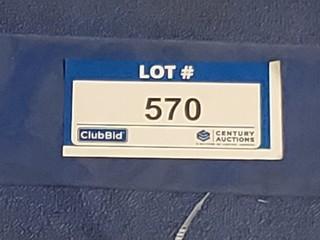 LOT #
570
ClubBid
CENTURY
AUCTIONS